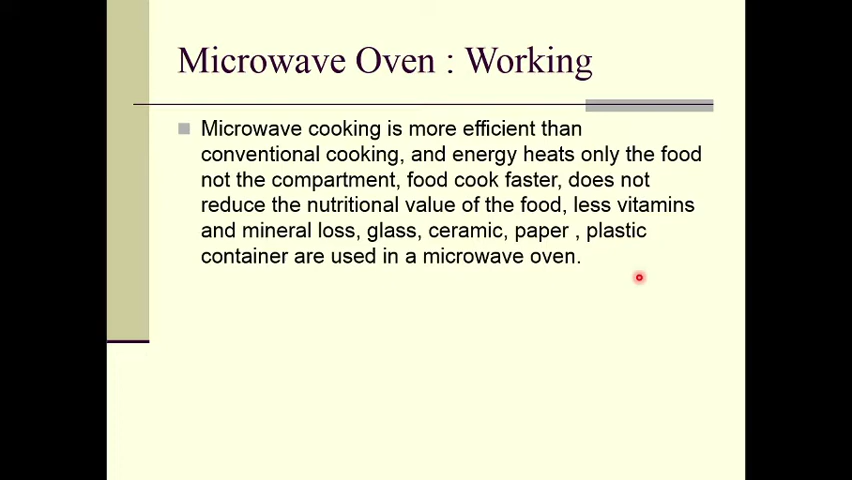 Microwave Oven : Working
Microwave cooking is more efficient than
conventional cooking, and energy heats only the food
not the compartment, food cook faster, does not
reduce the nutritional value of the food, less vitamins
and mineral loss, glass, ceramic, paper , plastic
container are used in a microwave oven.